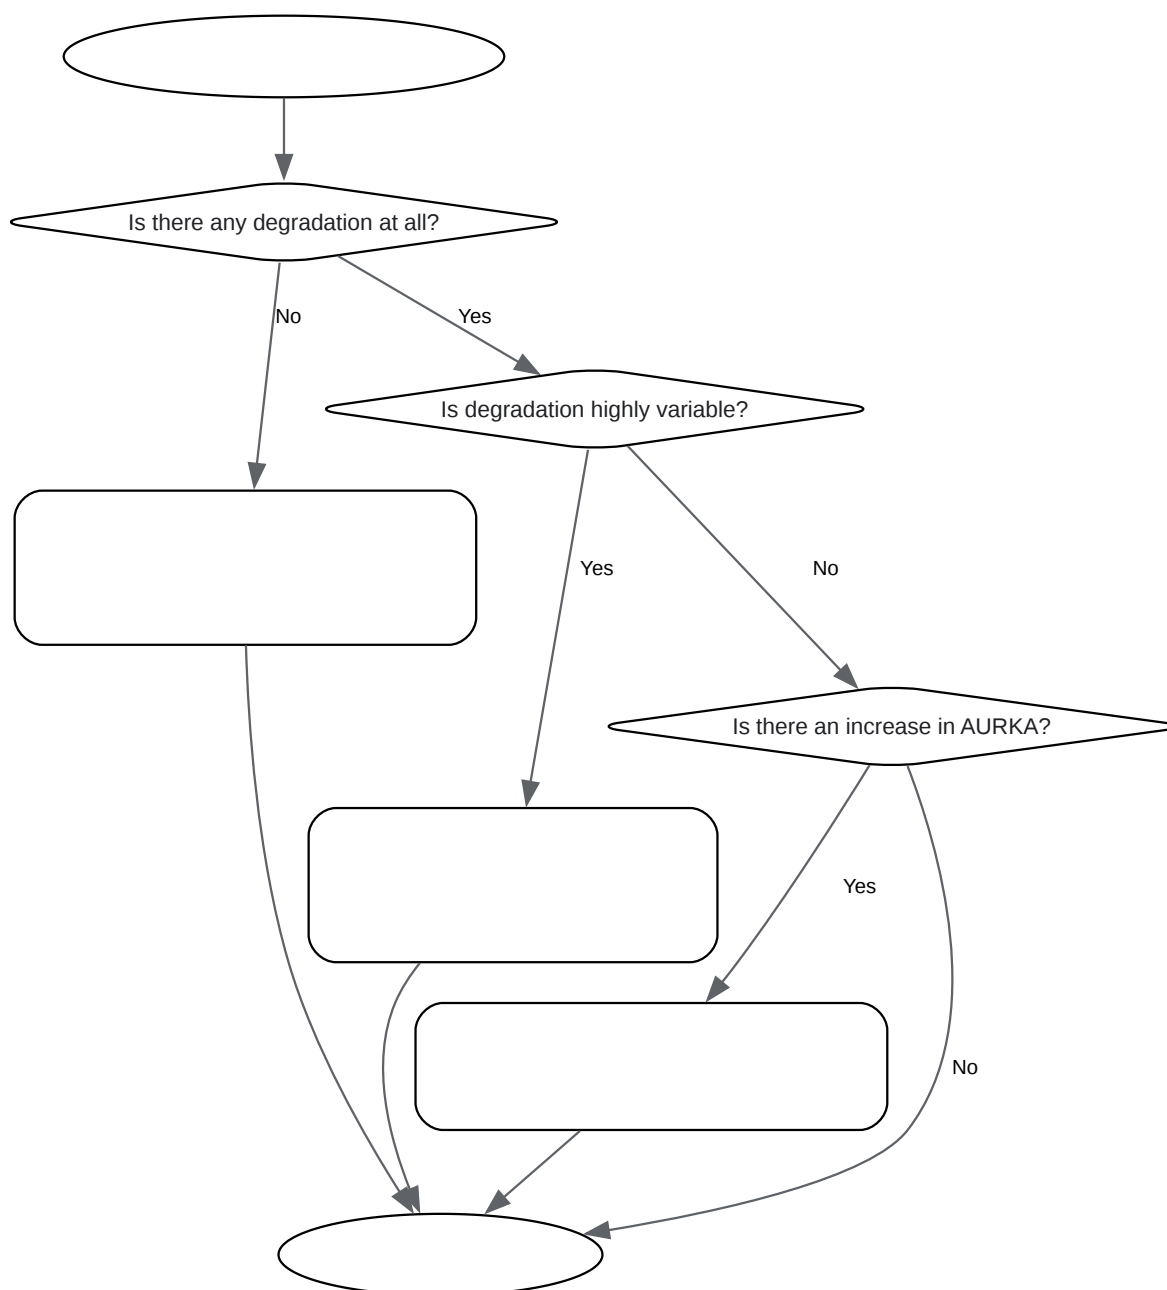 Is there any degradation at all?
No
Yes
Is degradation highly variable?
Yes
No
Is there an increase in AURKA?
Yes
No